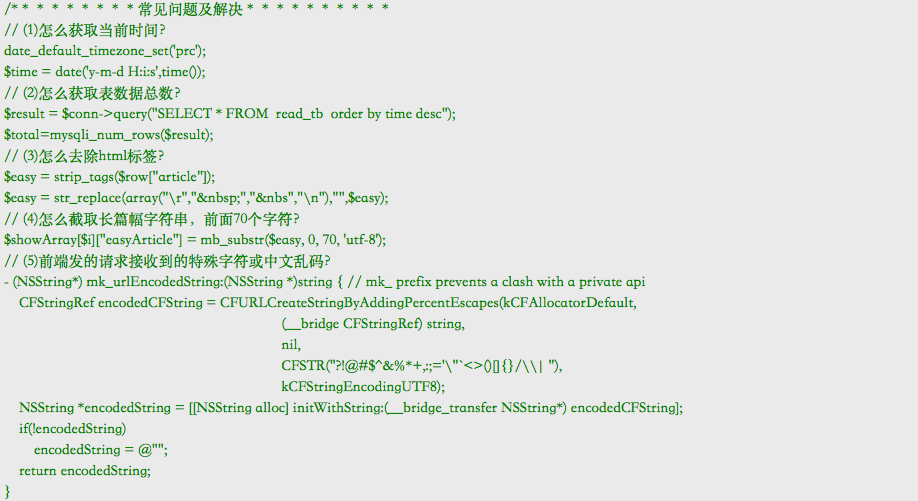 /* * * * * * * * * 常见问题及解决 * * * * * * * * * *
// (1)怎么获取当前时间?
date_default_timezone_set('prc');
$time = date('y-m-d H:i:s',time());
// (2)怎么获取表数据总数?
$result = $conn->query("SELECT * FROM  read_tb  order by time desc");
$total=mysqli_num_rows($result);
// (3)怎么去除html标签?
$easy = strip_tags($row["article"]);
$easy = str_replace(array("\r","&nbsp;","&nbs","\n"),"",$easy);
// (4)怎么截取长篇幅字符串，前面70个字符?
$showArray[$i]["easyArticle"] = mb_substr($easy, 0, 70, 'utf-8');
// (5)前端发的请求接收到的特殊字符或中文乱码?
- (NSString*) mk_urlEncodedString:(NSString *)string { // mk_ prefix prevents a clash with a private api
CFStringRef encodedCFString = CFURLCreateStringByAddingPercentEscapes(kCFAllocatorDefault,
(__bridge CFStringRef) string,
nil,
CFSTR("?!@#$^&%*+,:;='\"`<>()[]{}/\\| "),
kCFStringEncodingUTF8);
NSString *encodedString = [[NSString alloc] initWithString:(__bridge_transfer NSString*) encodedCFString];
if(!encodedString)
encodedString = @"";
return encodedString;
}